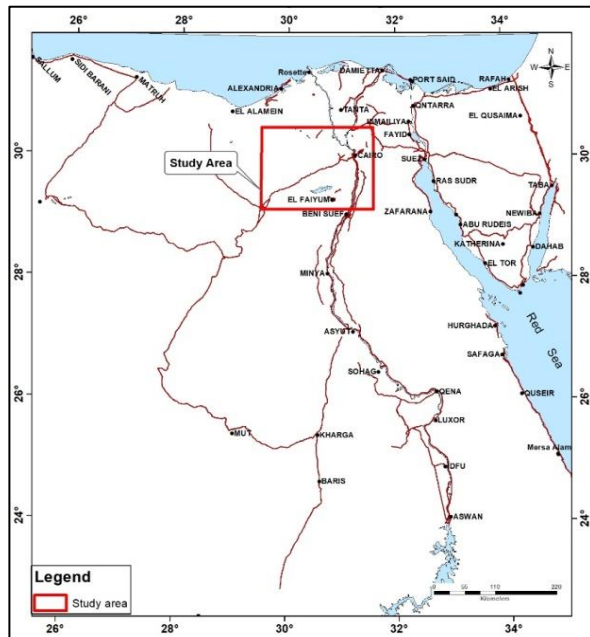 26° 28° 30° 32° 34°
SALLUM
SIDI BARANI
MATRUH
Rosette
DAMIETTA
ALEXANDRIA
EL ALAMEIN
PORT SAID
RAFAH
EL ARISH
N
W E
S
TANTA
QNTARRA
ISMAILIYA
FAYID
EL QUSAIMA
30° 30°
Study Area
CAIRO
SUEZ
RAS SUDR
TABA
EL FAIYUM
BENI SUEF
ZAFARANA
ABU RUDEIS
NEWIBA
KATHERINA
DAHAB
EL TOR
28° 28°
MINYA
HURGHADA
Red Sea
ASYUT
SAFAGA
SOHAG
26° 26°
QENA
QUSEIR
LUXOR
MUT
KHARGA
Mersa Alam
BARIS
DFU
24° 24°
ASWAN
Legend
Study area
0 55 110 220
Kilometers
26° 28° 30° 32° 34°